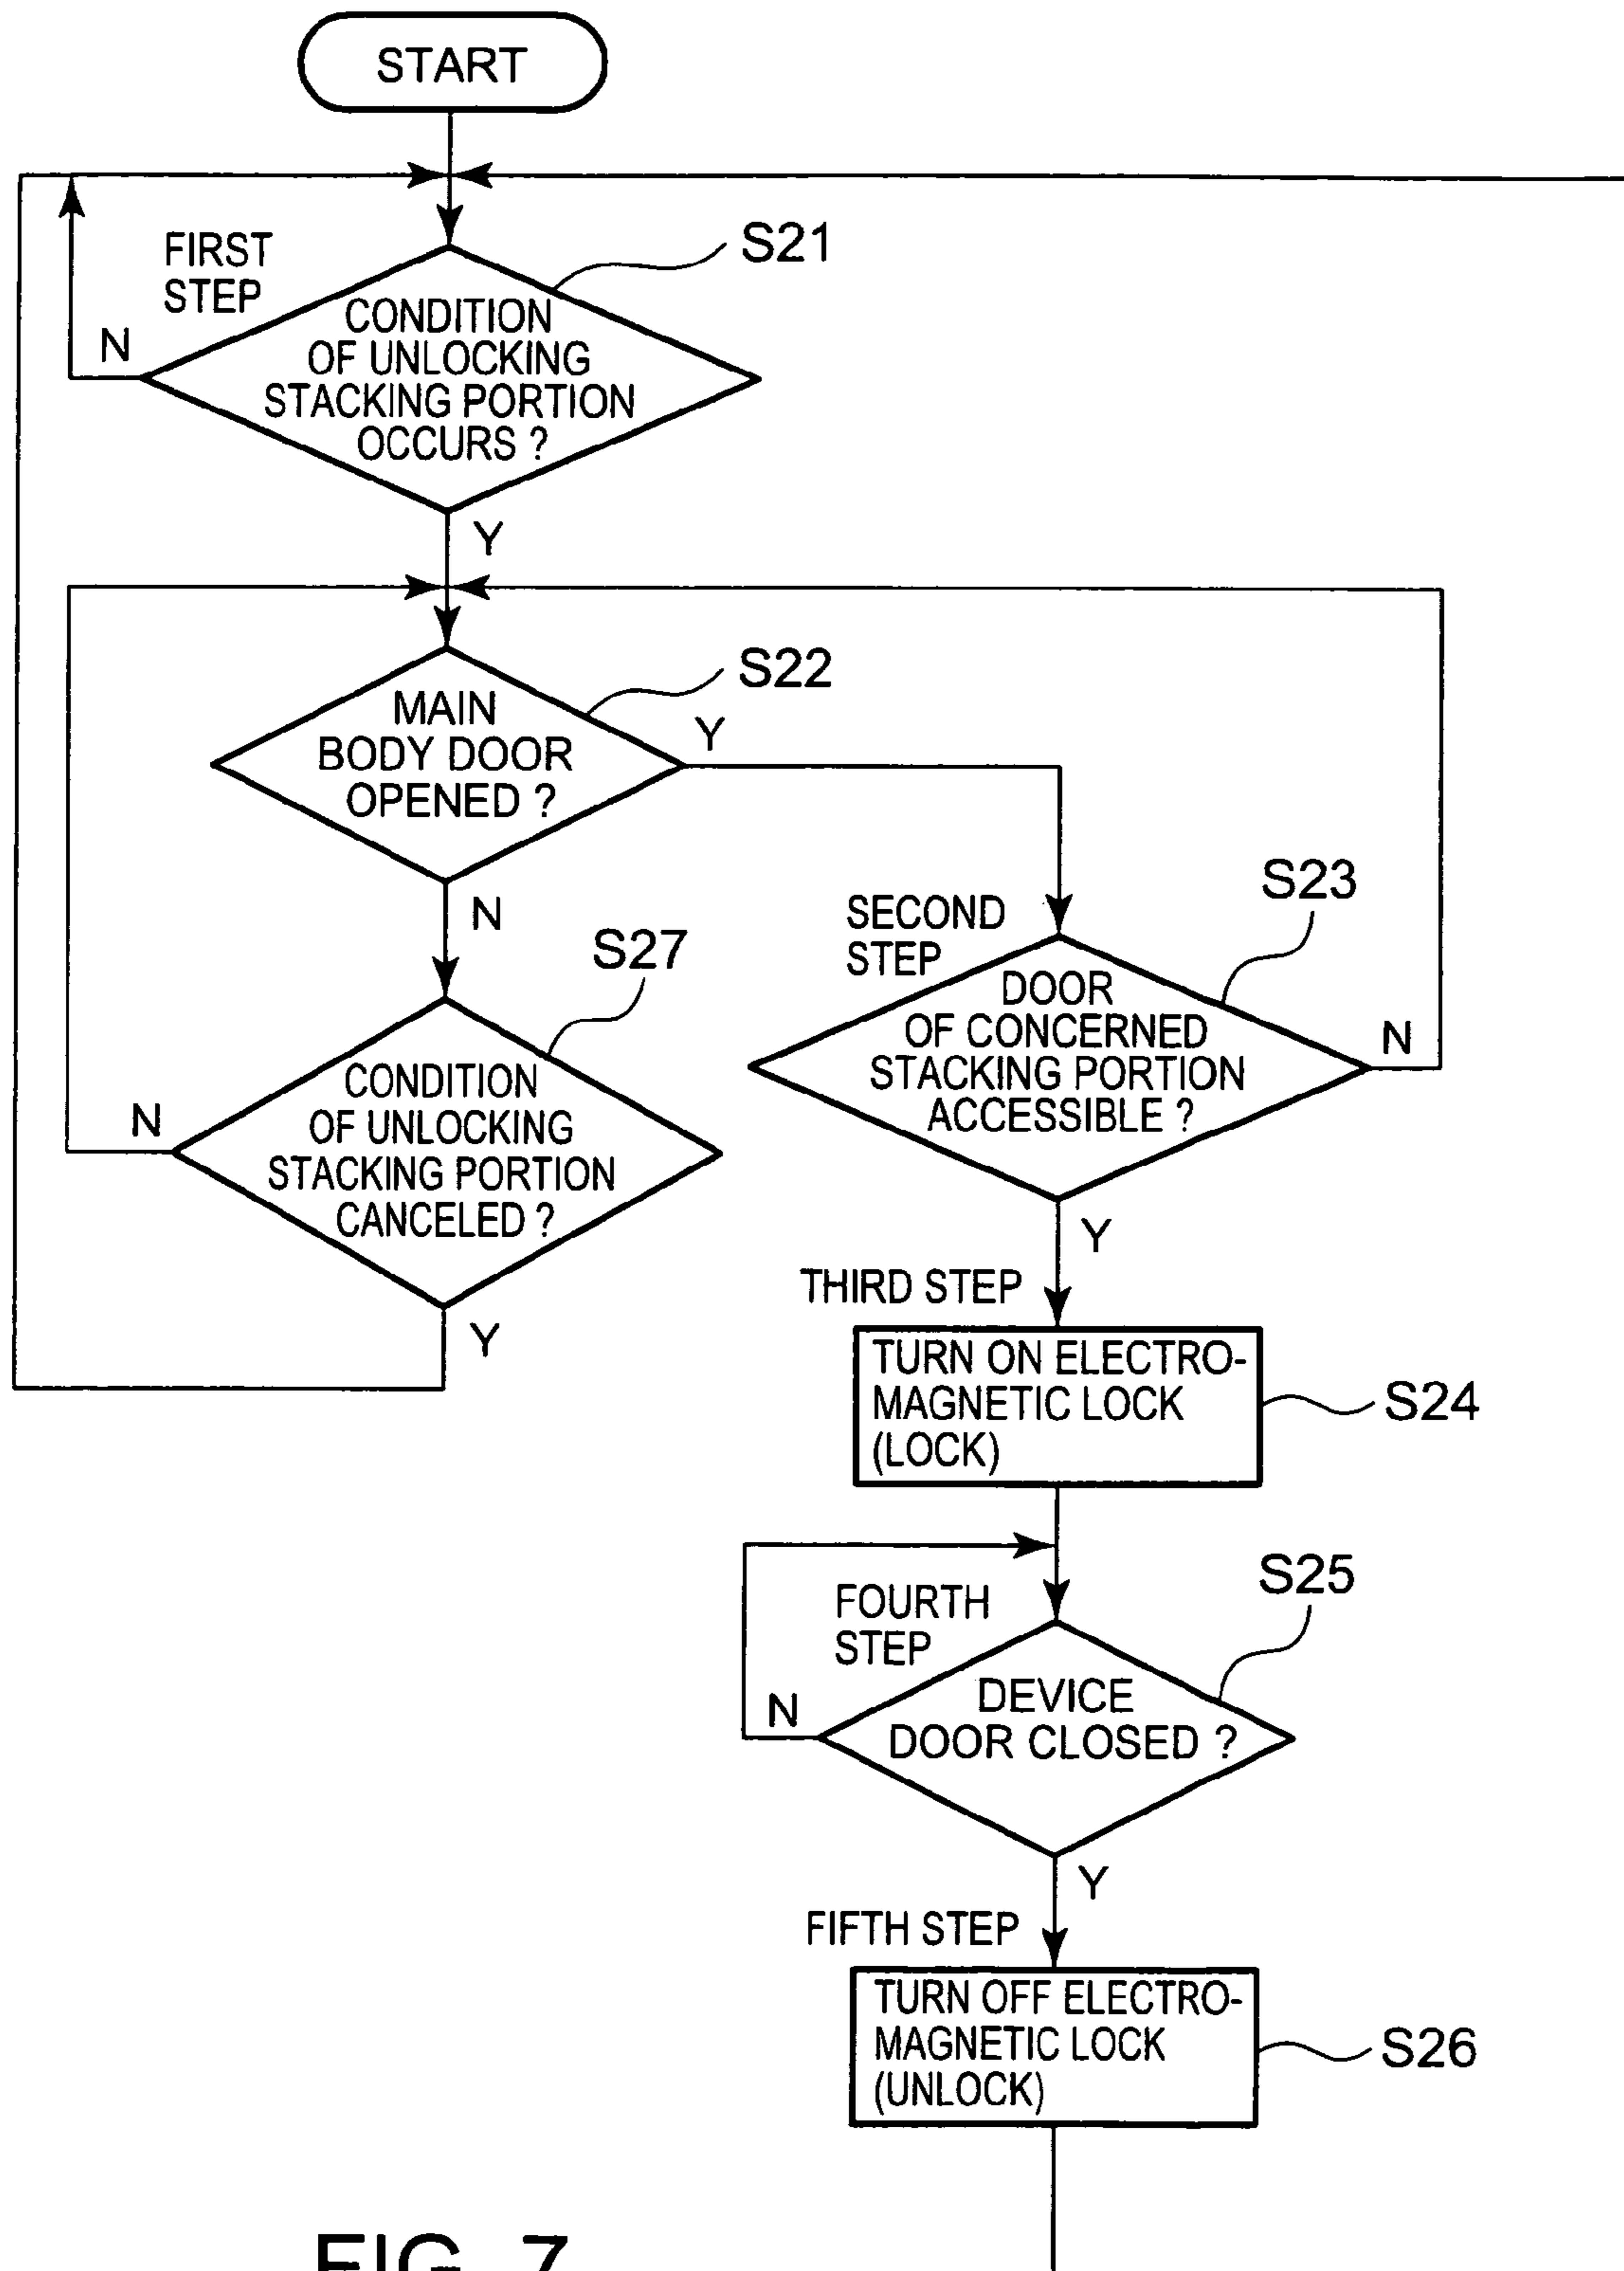 START
FIRST
STEP
S21
CONDITION
OF UNLOCKING
STACKING PORTION
OCCURS ?
N
Y
S22
MAIN
BODY DOOR
OPENED ?
Y
N
S27
CONDITION
OF UNLOCKING
STACKING PORTION
CANCELED ?
N
Y
SECOND
STEP
S23
DOOR
OF CONCERNED
STACKING PORTION
ACCESSIBLE ?
N
Y
THIRD STEP
TURN ON ELECTRO-
MAGNETIC LOCK
(LOCK)
S24
FOURTH
STEP
S25
DEVICE
DOOR CLOSED ?
N
Y
FIFTH STEP
TURN OFF ELECTRO-
MAGNETIC LOCK
(UNLOCK)
S26
FIG. 7